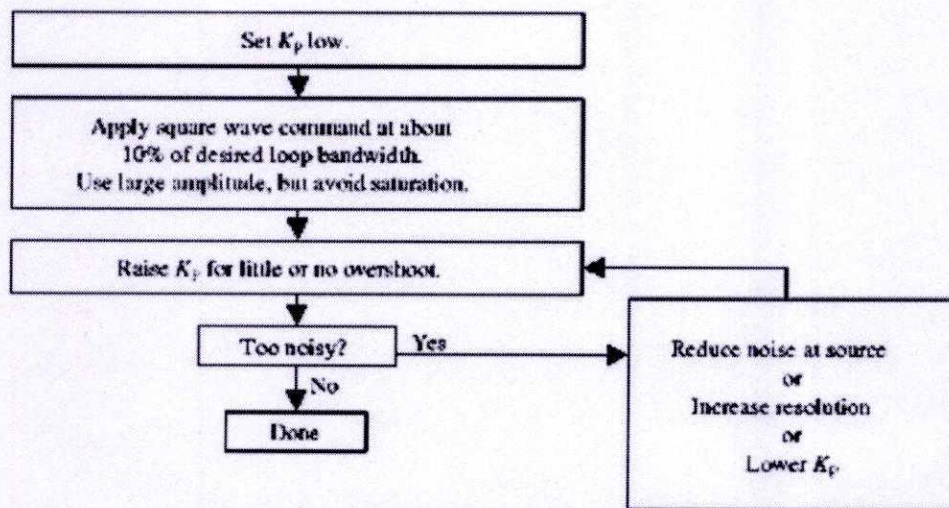 Set Kp low.
Apply square wave command at about
10% of desired loop bandwidth.
Use large amplitude, but avoid saturation.
Raise Kp for little or no overshoot.
Too noisy?
Yes
No
Done
Reduce noise at source
or
Increase resolution
or
Lower Kp